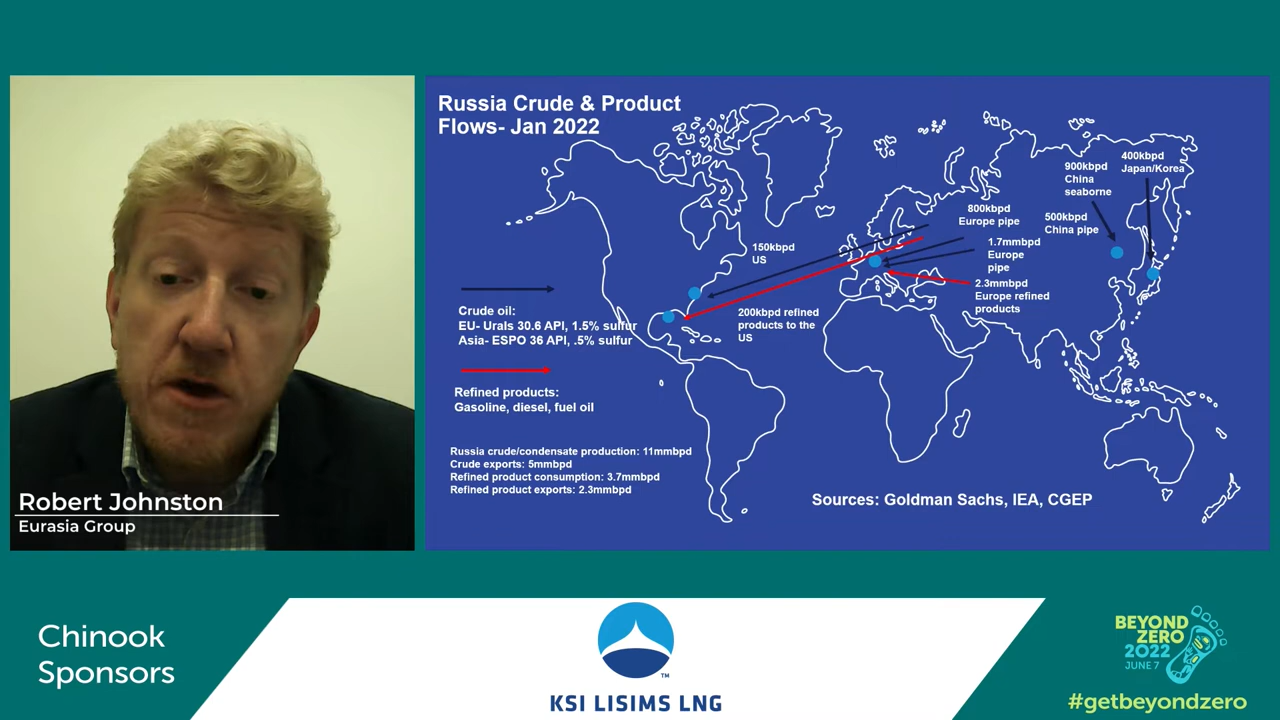 Russia Crude & Product
Flows- Jan 2022
900kbpd
China
seaborne
400kbpd
Japan/Korea
800kbpd
Europe pipe
500kbpd
China pipe
150kbpd
US
1.7mmbpd
Europe
pipe
2.3mmbpd
Europe refined
products
200kbpd refined
products to the
US
Crude oil:
EU- Urals 30.6 API, 1.5% sulfur
Asia- ESPO 36 API, .5% sulfur
Refined products:
Gasoline, diesel, fuel oil
Russia crude/condensate production: 11mmbpd
Crude exports: 5mmbpd
Refined product consumption: 3.7mmbpd
Refined product exports: 2.3mmbpd
Sources: Goldman Sachs, IEA, CGEP
Robert Johnston
Eurasia Group
Chinook
Sponsors
TM
KSI LISIMS LNG
BEYOND
ZERO
2022
JUNE 7
#getbeyondzero